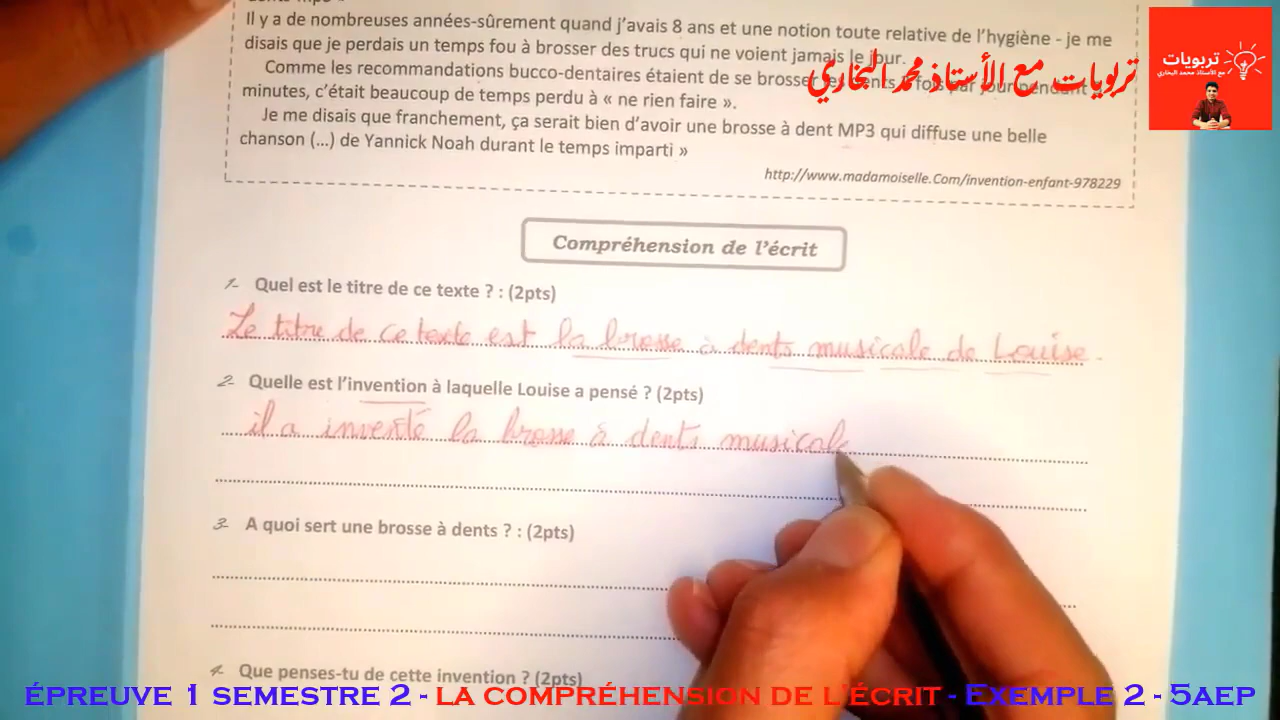 Il y a de nombreuses années-sûrement quand j'avais 8 ans et une notion toute relative de l'hygiène - je me
disais que je perdais un temps fou à brosser des trucs qui ne voient jamais le jour.
Comme les recommandations bucco-dentaires étaient de se brosser fois par jour pendant
minutes, c'était beaucoup de temps perdu à « ne rien faire ».
Je me disais que franchement, ça serait bien d'avoir une brosse à dent MP3 qui diffuse une belle
chanson (...) de Yannick Noah durant le temps imparti »
http://www.madamoiselle.Com/invention-enfant-978229
تربويات مع الأستاذ محمد البخاري
تربويات
مع الأستاذ محمد البخاري
Compréhension de l'écrit
1- Quel est le titre de ce texte ? : (2pts)
Le titre de ce texte est la brosse à dents musicale de Louise.
2- Quelle est l'invention à laquelle Louise a pensé ? (2pts)
il a inventé la brosse à dents musicale
3- A quoi sert une brosse à dents ? : (2pts)
4- Que penses-tu de cette invention ? (2pts)
ÉPREUVE 1 SEMESTRE 2 - LA COMPRÉHENSION DE L'ÉCRIT - EXEMPLE 2 - 5AEP